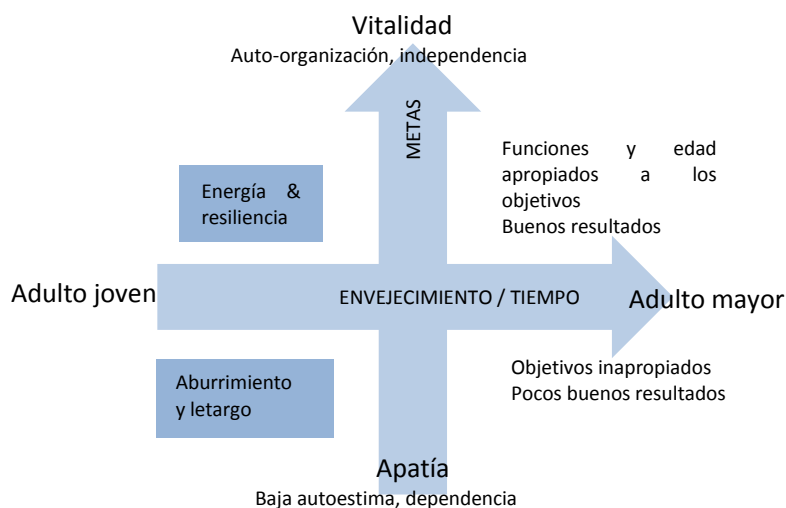 Vitalidad
Auto-organización, independencia
METAS
Funciones y edad
apropiados a los
objetivos
Buenos resultados
Energía &
resiliencia
Adulto joven
ENVEJECIMIENTO / TIEMPO
Adulto mayor
Aburrimiento
y letargo
Objetivos inapropiados
Pocos buenos resultados
Apatía
Baja autoestima, dependencia